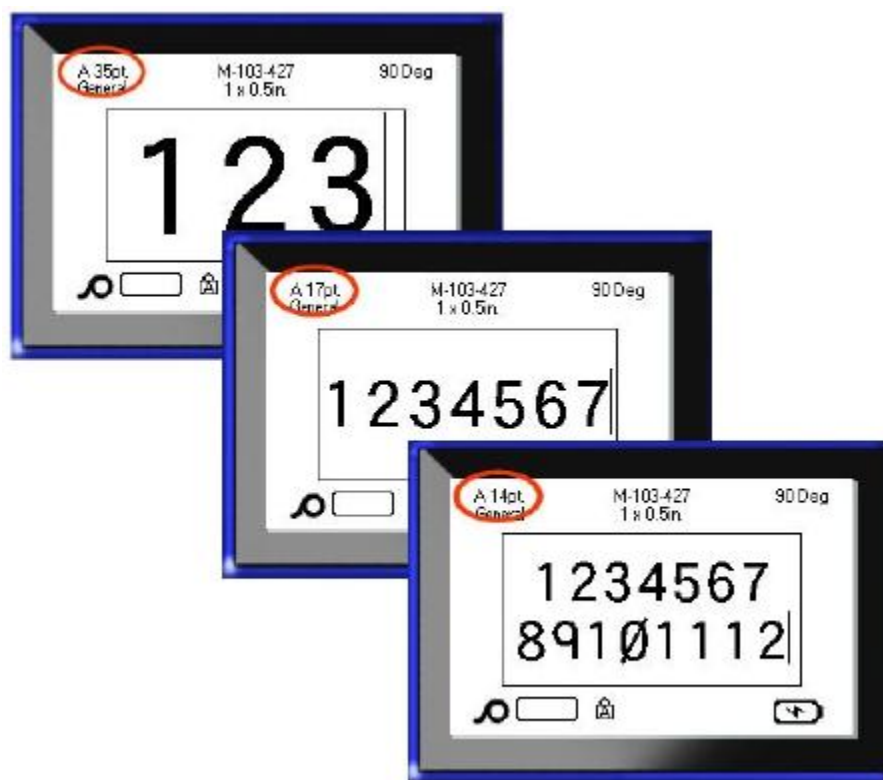 A 35pt. M-103-427 90 Deg
General 1 x 0.5in.
123
A
A 17pt. M-103-427 90 Deg
General 1 x 0.5in.
1234567
A 14pt. M-103-427 90 Deg
General 1 x 0.5in.
1234567
891Ø1112
A